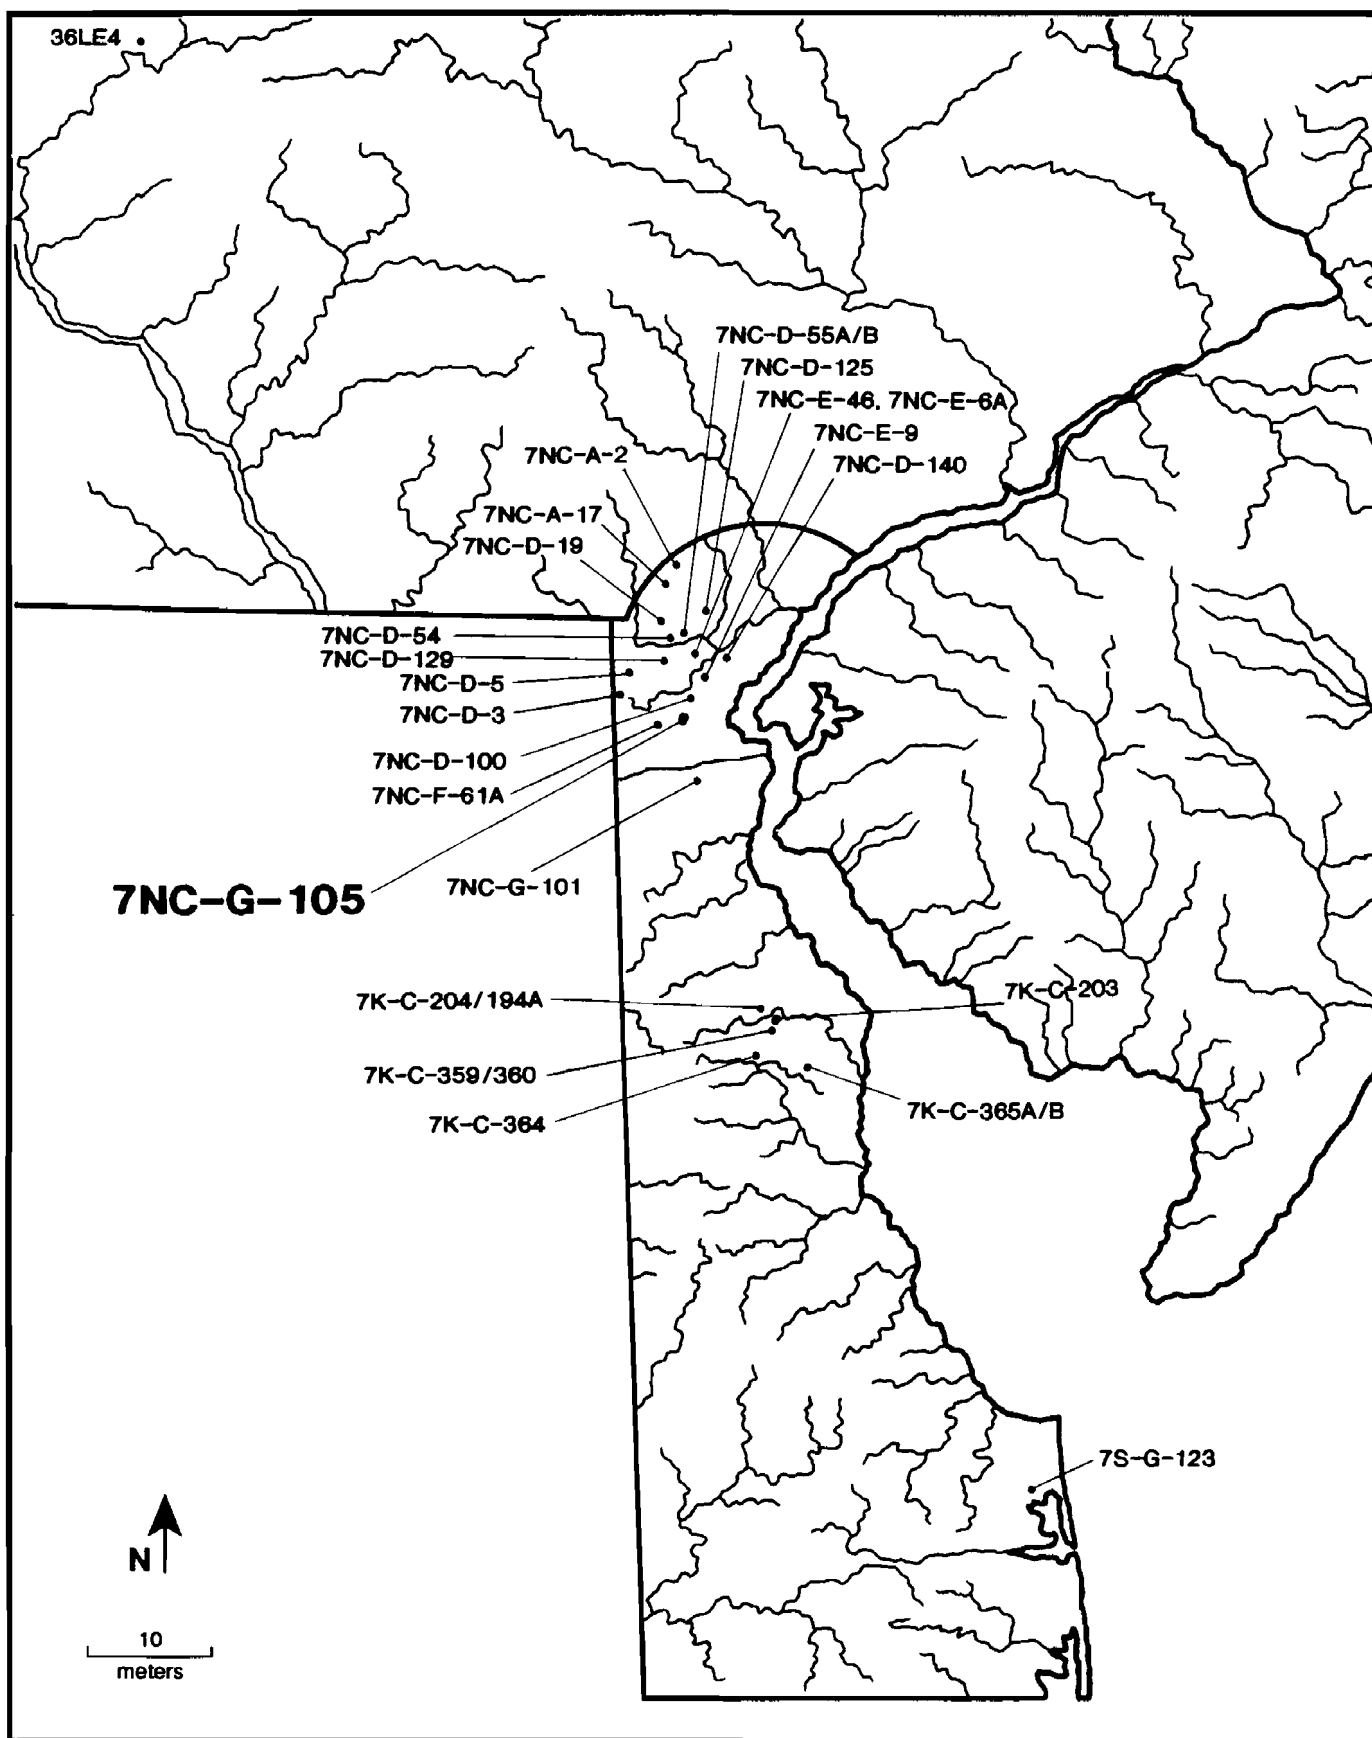 36LE4
7NC-D-55A/B
7NC-D-125
7NC-E-46, 7NC-E-6A
7NC-E-9
7NC-A-2
7NC-D-140
7NC-A-17
7NC-D-19
7NC-D-54
7NC-D-129
7NC-D-5
7NC-D-3
7NC-D-100
7NC-F-61A
7NC-G-105
7NC-G-101
7K-C-204/194A
7K-C-203
7K-C-359/360
7K-C-365A/B
7K-C-364
7S-G-123
N
10
meters